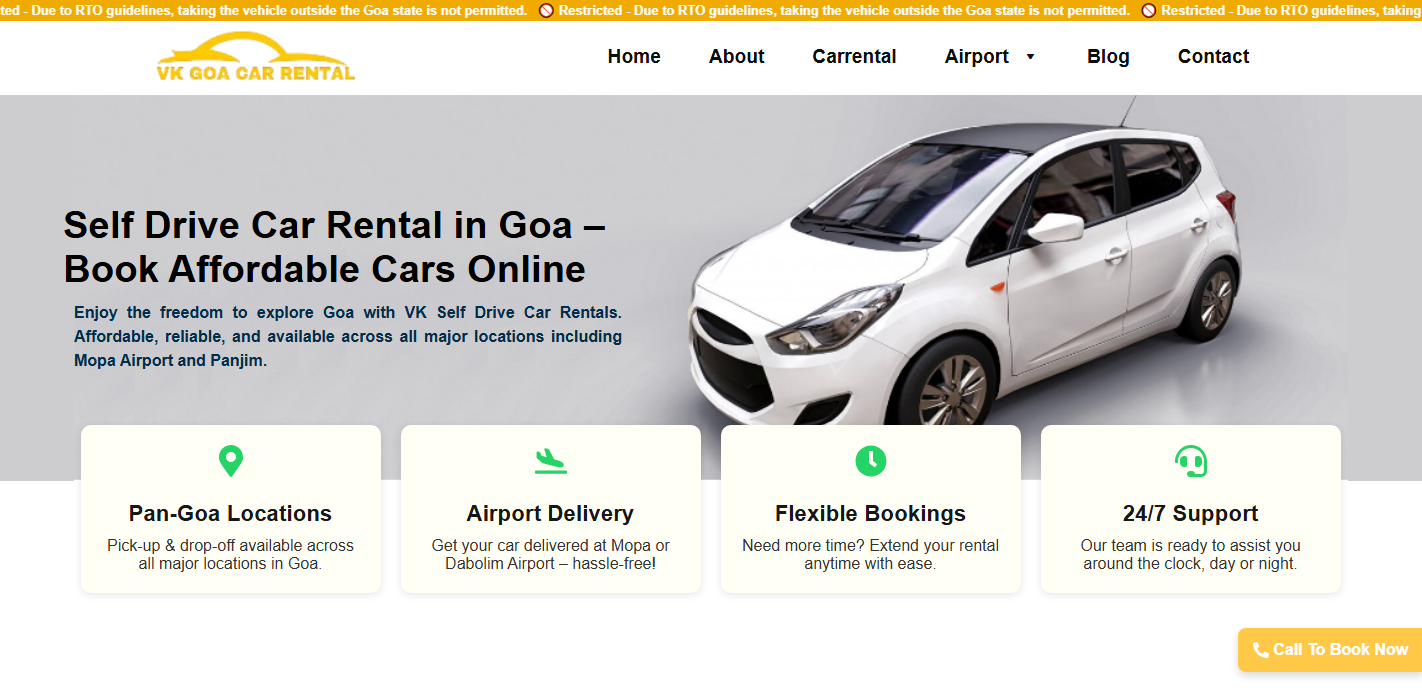 ted - Due to RTO guidelines, taking the vehicle outside the Goa state is not permitted. Restricted - Due to RTO guidelines, taking the vehicle outside the Goa state is not permitted. Restricted - Due to RTO guidelines, taking
VK GOA CAR RENTAL
Home About Carrental Airport Blog Contact
Self Drive Car Rental in Goa –
Book Affordable Cars Online
Enjoy the freedom to explore Goa with VK Self Drive Car Rentals.
Affordable, reliable, and available across all major locations including
Mopa Airport and Panjim.
Pan-Goa Locations
Pick-up & drop-off available across
all major locations in Goa.
Airport Delivery
Get your car delivered at Mopa or
Dabolim Airport – hassle-free!
Flexible Bookings
Need more time? Extend your rental
anytime with ease.
24/7 Support
Our team is ready to assist you
around the clock, day or night.
Call To Book Now